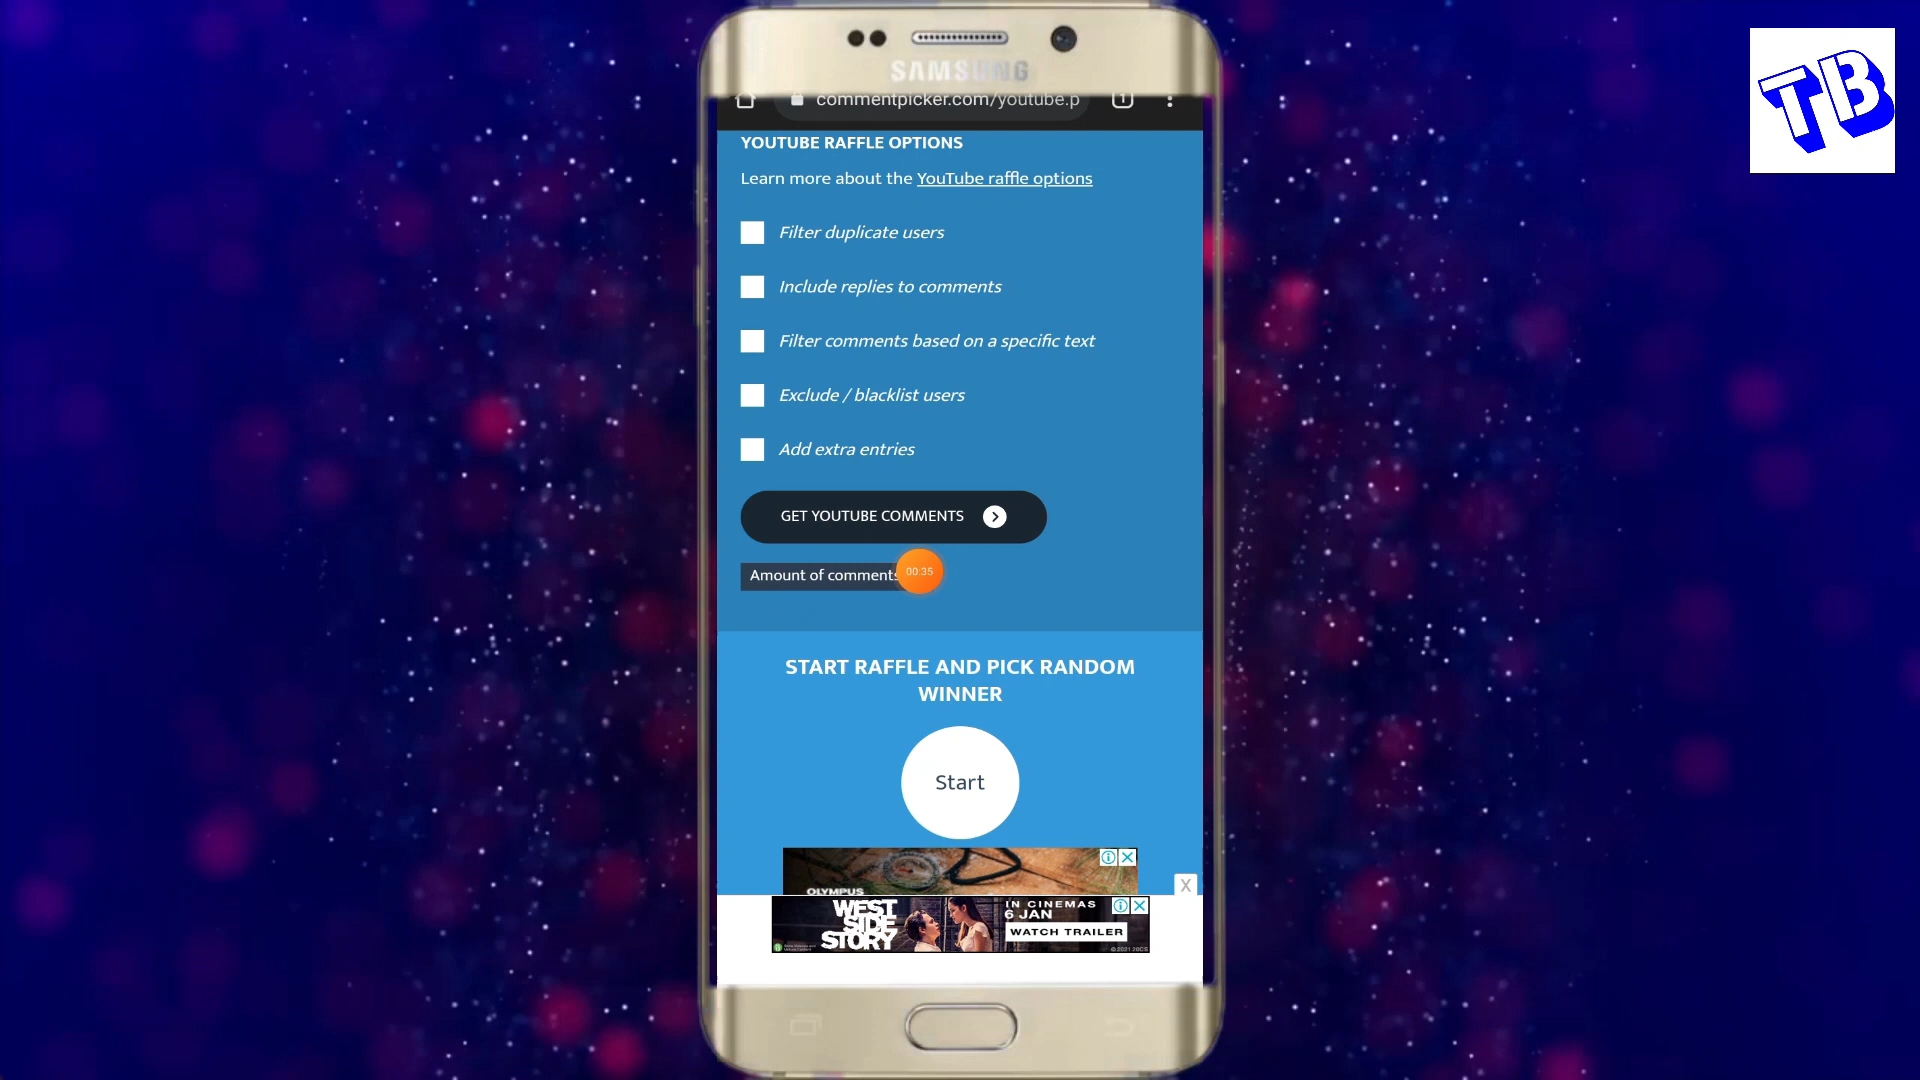 SAMSUNG
commentpicker.com/youtube.p
1
TB
YOUTUBE RAFFLE OPTIONS
Learn more about the YouTube raffle options
Filter duplicate users
Include replies to comments
Filter comments based on a specific text
Exclude / blacklist users
Add extra entries
GET YOUTUBE COMMENTS
Amount of comments
00:35
START RAFFLE AND PICK RANDOM
WINNER
Start
OLYMPUS
X
WEST
SIDE
STORY
IN CINEMAS
6 JAN
WATCH TRAILER